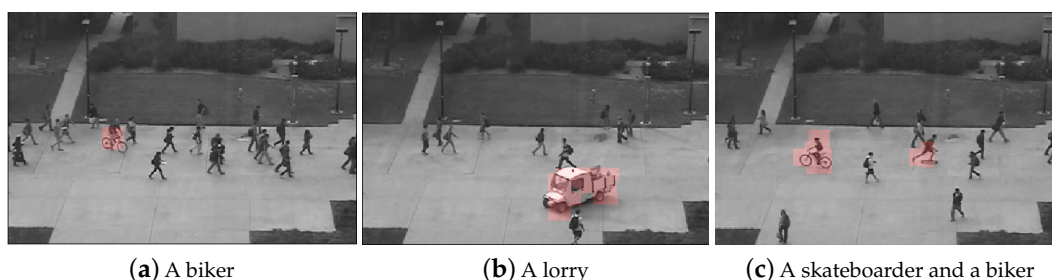 (a) A biker
(b) A lorry
(c) A skateboarder and a biker